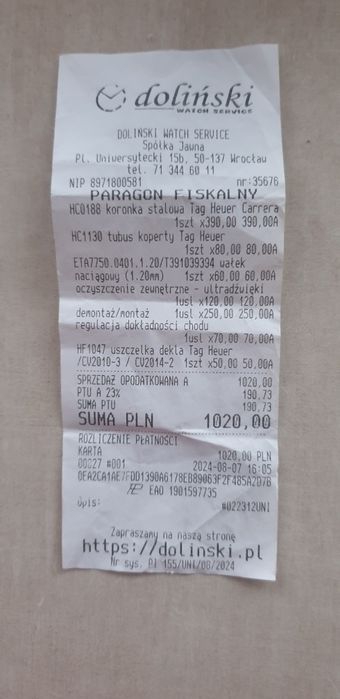 doliński
WATCH SERVICE
DOLIŃSKI WATCH SERVICE
Spółka Jawna
Pl. Uniwersytecki 15b, 50-137 Wrocław
tel. 71 344 60 11
NIP 8971800581 nr:35676
PARAGON FISKALNY
HC0188 koronka stalowa Tag Heuer Carrera
1szt x390,00 390,00A
HC1130 tubus koperty Tag Heuer
1szt x80,00 80,00A
ETA7750.0401.1.20/T391039394 wałek
naciągowy (1.20mm) 1szt x60,00 60,00A
oczyszczenie zewnętrzne - ultradźwięki
1usł x120,00 120,00A
demontaż/montaż 1usł x250,00 250,00A
regulacja dokładności chodu
1usł x70,00 70,00A
HF1047 uszczelka dekla Tag Heuer
/CV2010-3 / CV2014-2 1szt x50,00 50,00A
SPRZEDAŻ OPODATKOWANA A 1020,00
PTU A 23% 190,73
SUMA PTU 190,73
SUMA PLN 1020,00
ROZLICZENIE PŁATNOŚCI
KARTA 1020,00 PLN
00027 #001 2024-08-07 16:05
0EA2CA1AE7FDD1390A6178EB89063F2F485A2D7B
EAO 1901597735
Opis: #022312UNI
Zapraszamy na naszą stronę
https://dolinski.pl
Nr sys. PI 155/UNI/08/2024